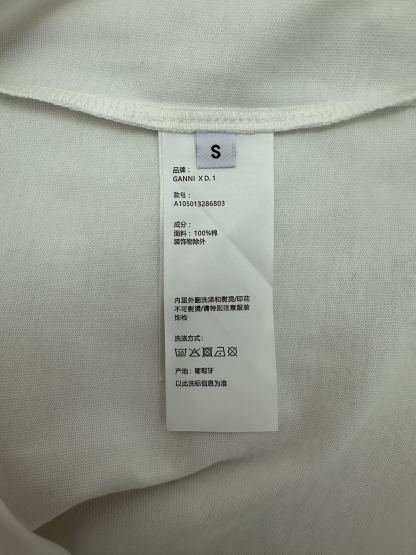 S
品牌：
GANNI X D. 1
款号：
A105013286803
成分：
面料：100%棉
装饰物除外
内里外翻洗涤和熨烫/印花
不可熨烫/请特别注意服装
饰物
洗涤方式：
产地：葡萄牙
以此洗标信息为准